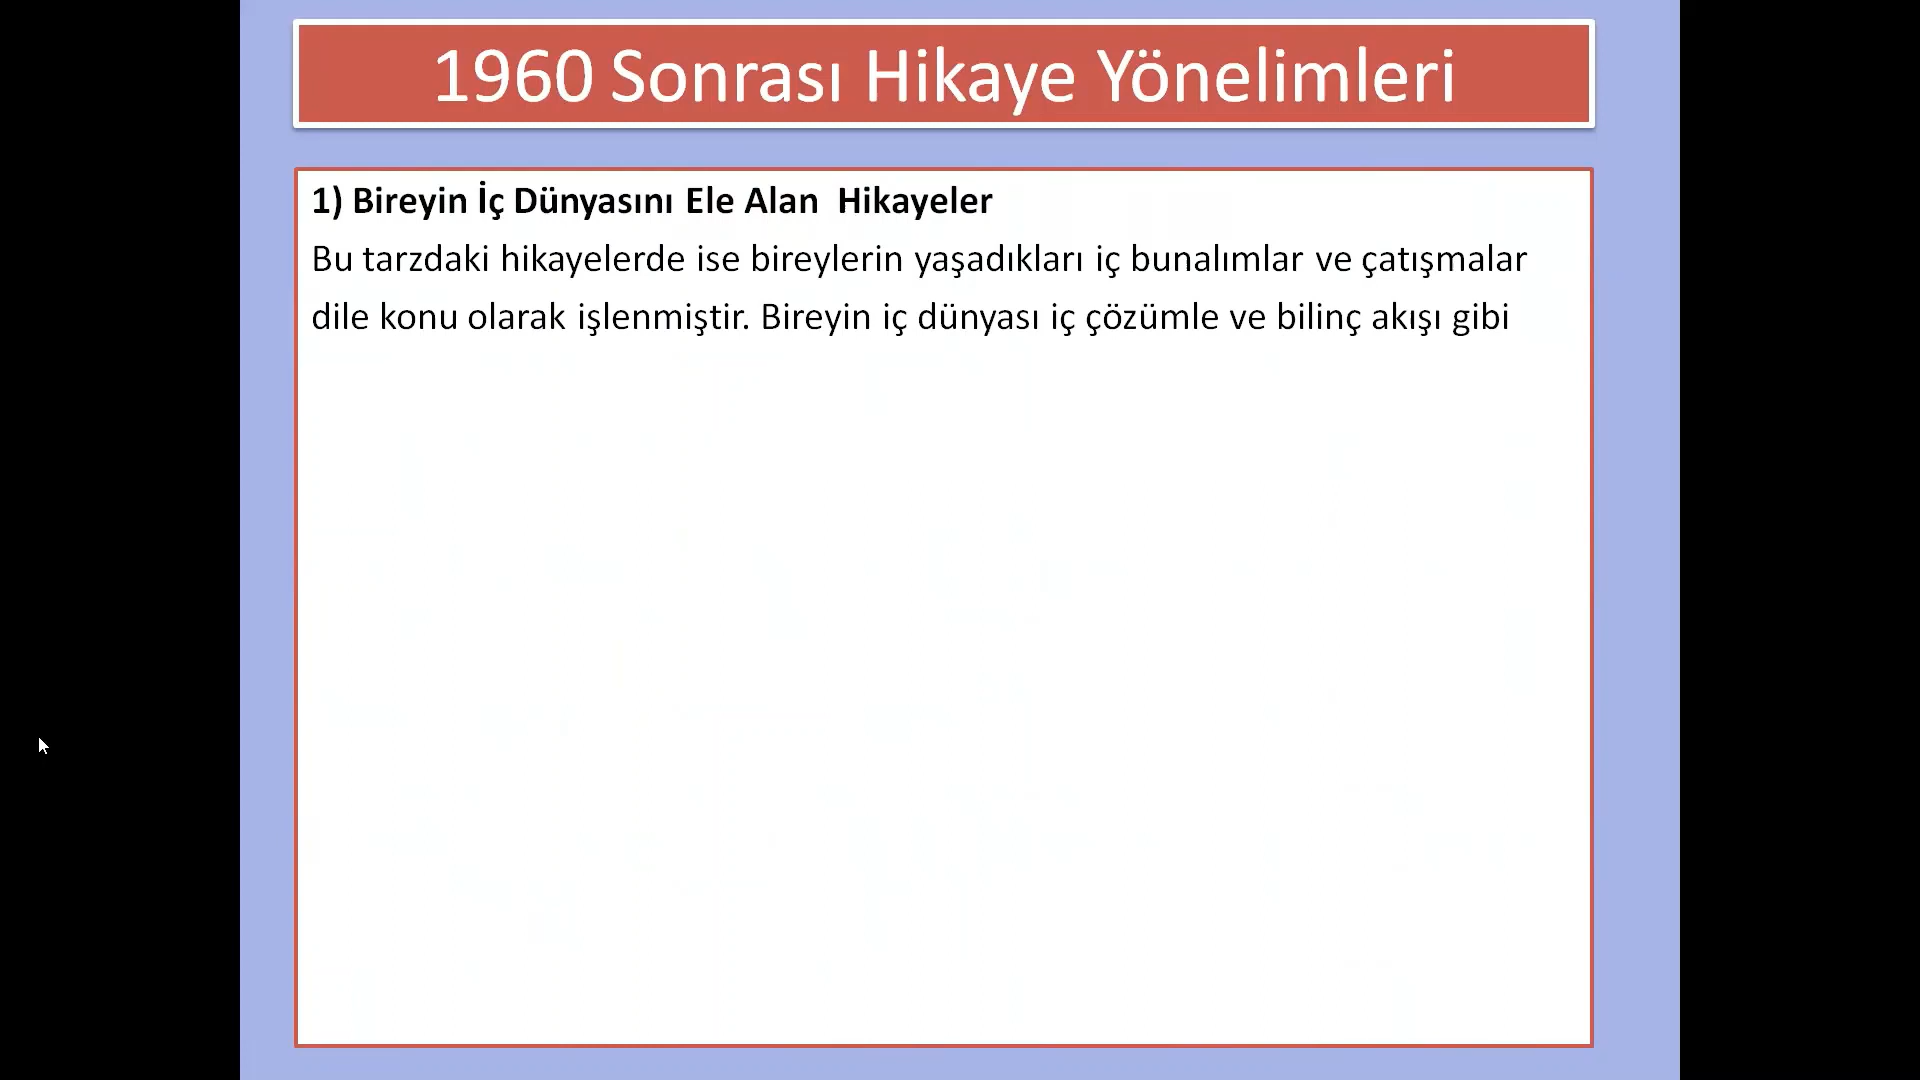 1960 Sonrası Hikaye Yönelimleri
1) Bireyin İç Dünyasını Ele Alan  Hikayeler
Bu tarzdaki hikayelerde ise bireylerin yaşadıkları iç bunalımlar ve çatışmalar
dile konu olarak işlenmiştir. Bireyin iç dünyası iç çözümle ve bilinç akışı gibi